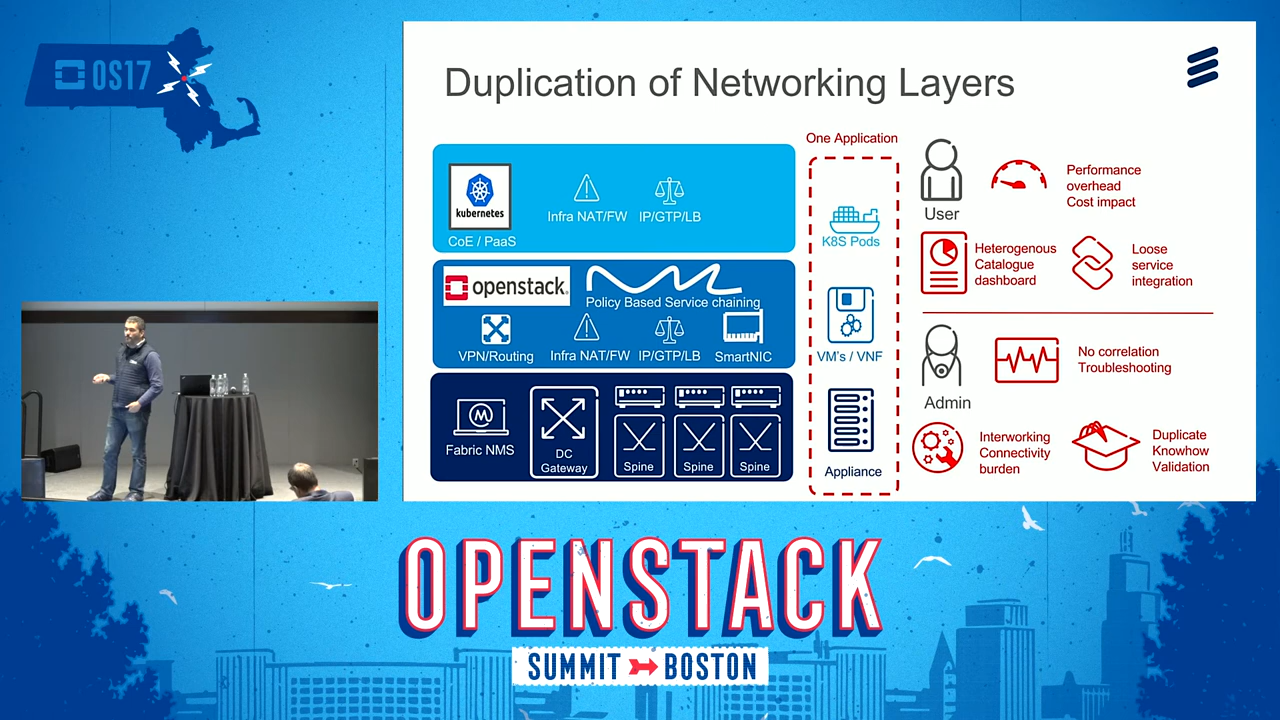 OS17
Duplication of Networking Layers
One Application
kubernetes
CoE / PaaS
Infra NAT/FW
IP/GTP/LB
openstack.
Policy Based Service chaining
VPN/Routing
Infra NAT/FW
IP/GTP/LB
SmartNIC
Fabric NMS
DC
Gateway
Spine
Spine
Spine
K8S Pods
VM's / VNF
Appliance
User
Performance
overhead
Cost impact
Heterogenous
Catalogue
dashboard
Loose
service
integration
Admin
No correlation
Troubleshooting
Interworking
Connectivity
burden
Duplicate
Knowhow
Validation
OPENSTACK
SUMMIT BOSTON